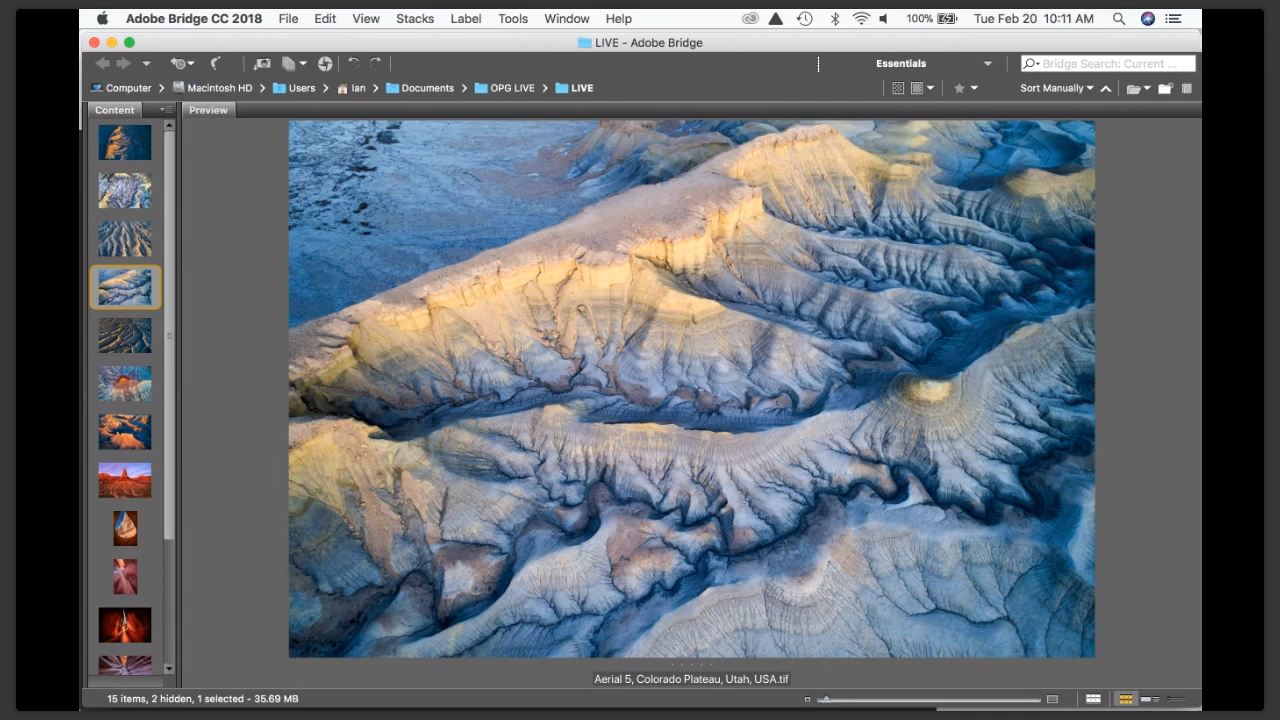 Adobe Bridge CC 2018 File Edit View Stacks Label Tools Window Help 100% Tue Feb 20 10:11 AM
LIVE - Adobe Bridge
Essentials Bridge Search: Current ...
Computer Macintosh HD Users Ian Documents OPG LIVE LIVE Sort Manually
Content Preview
Aerial 5, Colorado Plateau, Utah, USA.tif
15 items, 2 hidden, 1 selected - 35.69 MB